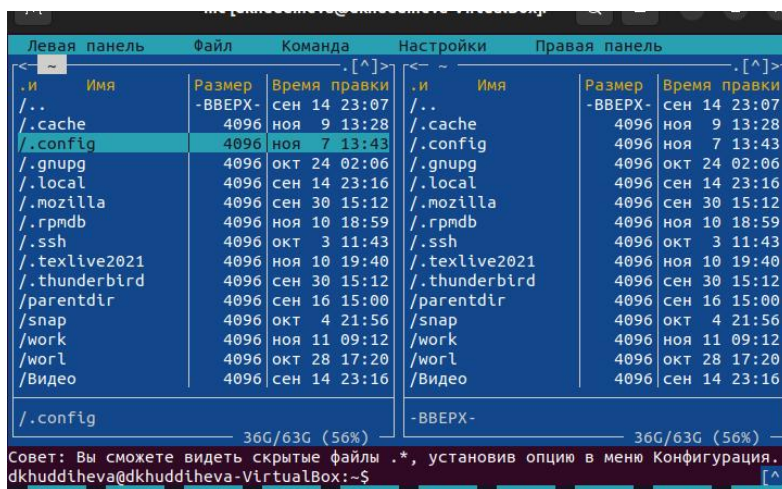 mc [dkhuddiheva@dkhuddiheva-VirtualBox]:
Левая панель Файл Команда Настройки Правая панель
<— ~ .[^]> <— ~ .[^]>
.и Имя Размер Время правки .и Имя Размер Время правки
/.. -ВВЕРХ- сен 14 23:07 /.. -ВВЕРХ- сен 14 23:07
/.cache 4096 ноя 9 13:28 /.cache 4096 ноя 9 13:28
/.config 4096 ноя 7 13:43 /.config 4096 ноя 7 13:43
/.gnupg 4096 окт 24 02:06 /.gnupg 4096 окт 24 02:06
/.local 4096 сен 14 23:16 /.local 4096 сен 14 23:16
/.mozilla 4096 сен 30 15:12 /.mozilla 4096 сен 30 15:12
/.rpmdb 4096 ноя 10 18:59 /.rpmdb 4096 ноя 10 18:59
/.ssh 4096 окт 3 11:43 /.ssh 4096 окт 3 11:43
/.texlive2021 4096 ноя 10 19:40 /.texlive2021 4096 ноя 10 19:40
/.thunderbird 4096 сен 30 15:12 /.thunderbird 4096 сен 30 15:12
/parentdir 4096 сен 16 15:00 /parentdir 4096 сен 16 15:00
/snap 4096 окт 4 21:56 /snap 4096 окт 4 21:56
/work 4096 ноя 11 09:12 /work 4096 ноя 11 09:12
/worl 4096 окт 28 17:20 /worl 4096 окт 28 17:20
/Видео 4096 сен 14 23:16 /Видео 4096 сен 14 23:16
/.config -ВВЕРХ-
36G/63G (56%) 36G/63G (56%)
Совет: Вы сможете видеть скрытые файлы .*, установив опцию в меню Конфигурация.
dkhuddiheva@dkhuddiheva-VirtualBox:~$ [^